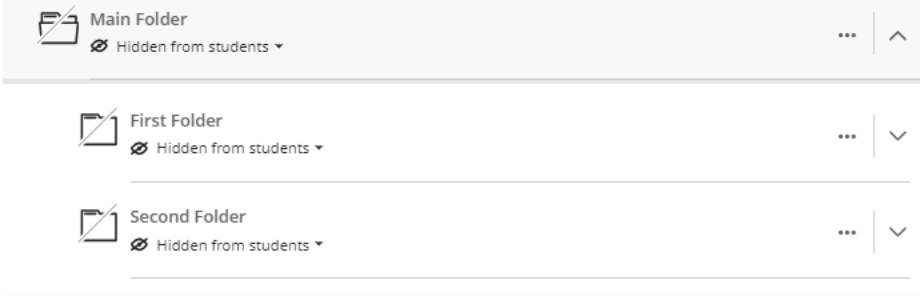 Main Folder
Hidden from students
First Folder
Hidden from students
Second Folder
Hidden from students